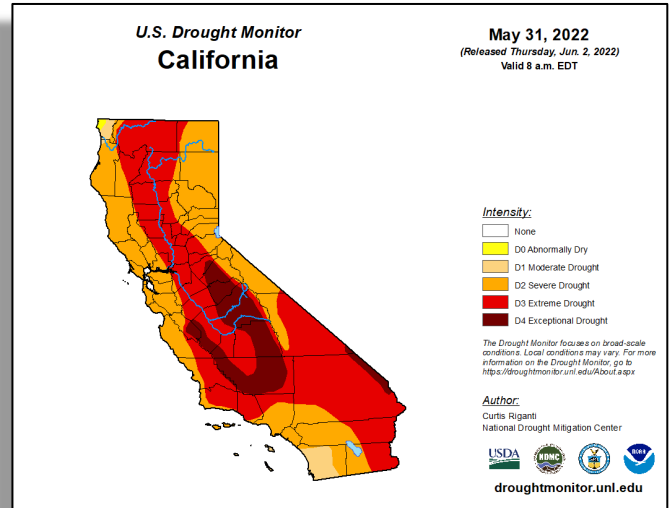 U.S. Drought Monitor
California
May 31, 2022
(Released Thursday, Jun. 2, 2022)
Valid 8 a.m. EDT
Intensity:
None
D0 Abnormally Dry
D1 Moderate Drought
D2 Severe Drought
D3 Extreme Drought
D4 Exceptional Drought
The Drought Monitor focuses on broad-scale
conditions. Local conditions may vary. For more
information on the Drought Monitor, go to
https://droughtmonitor.unl.edu/About.aspx
Author:
Curtis Riganti
National Drought Mitigation Center
USDA
NDMC
NOAA
droughtmonitor.unl.edu